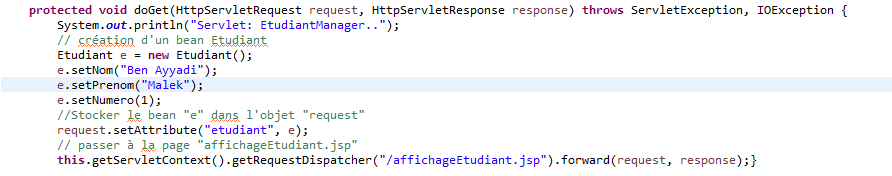 protected void doGet(HttpServletRequest request, HttpServletResponse response) throws ServletException, IOException {
System.out.println("Servlet: EtudiantManager..");
// création d'un bean Etudiant
Etudiant e = new Etudiant();
e.setNom("Ben Ayyadi");
e.setPrenom("Malek");
e.setNumero(1);
//Stocker le bean "e" dans l'objet "request"
request.setAttribute("etudiant", e);
// passer à la page "affichageEtudiant.jsp"
this.getServletContext().getRequestDispatcher("/affichageEtudiant.jsp").forward(request, response);}